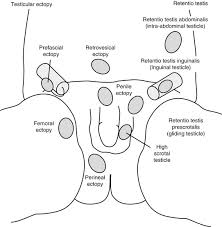 Testicular ectopy
Retentio testis
Retentio testis abdominalis
(intra-abdominal testicle)
Prefascial
ectopy
Retrovesical
ectopy
Retentio testis inguinalis
(Inguinal testicle)
Penile
ectopy
Femoral
ectopy
Retentio testis
prescrotalis
(gliding testicle)
High
scrotal
testicle
Perineal
ectopy